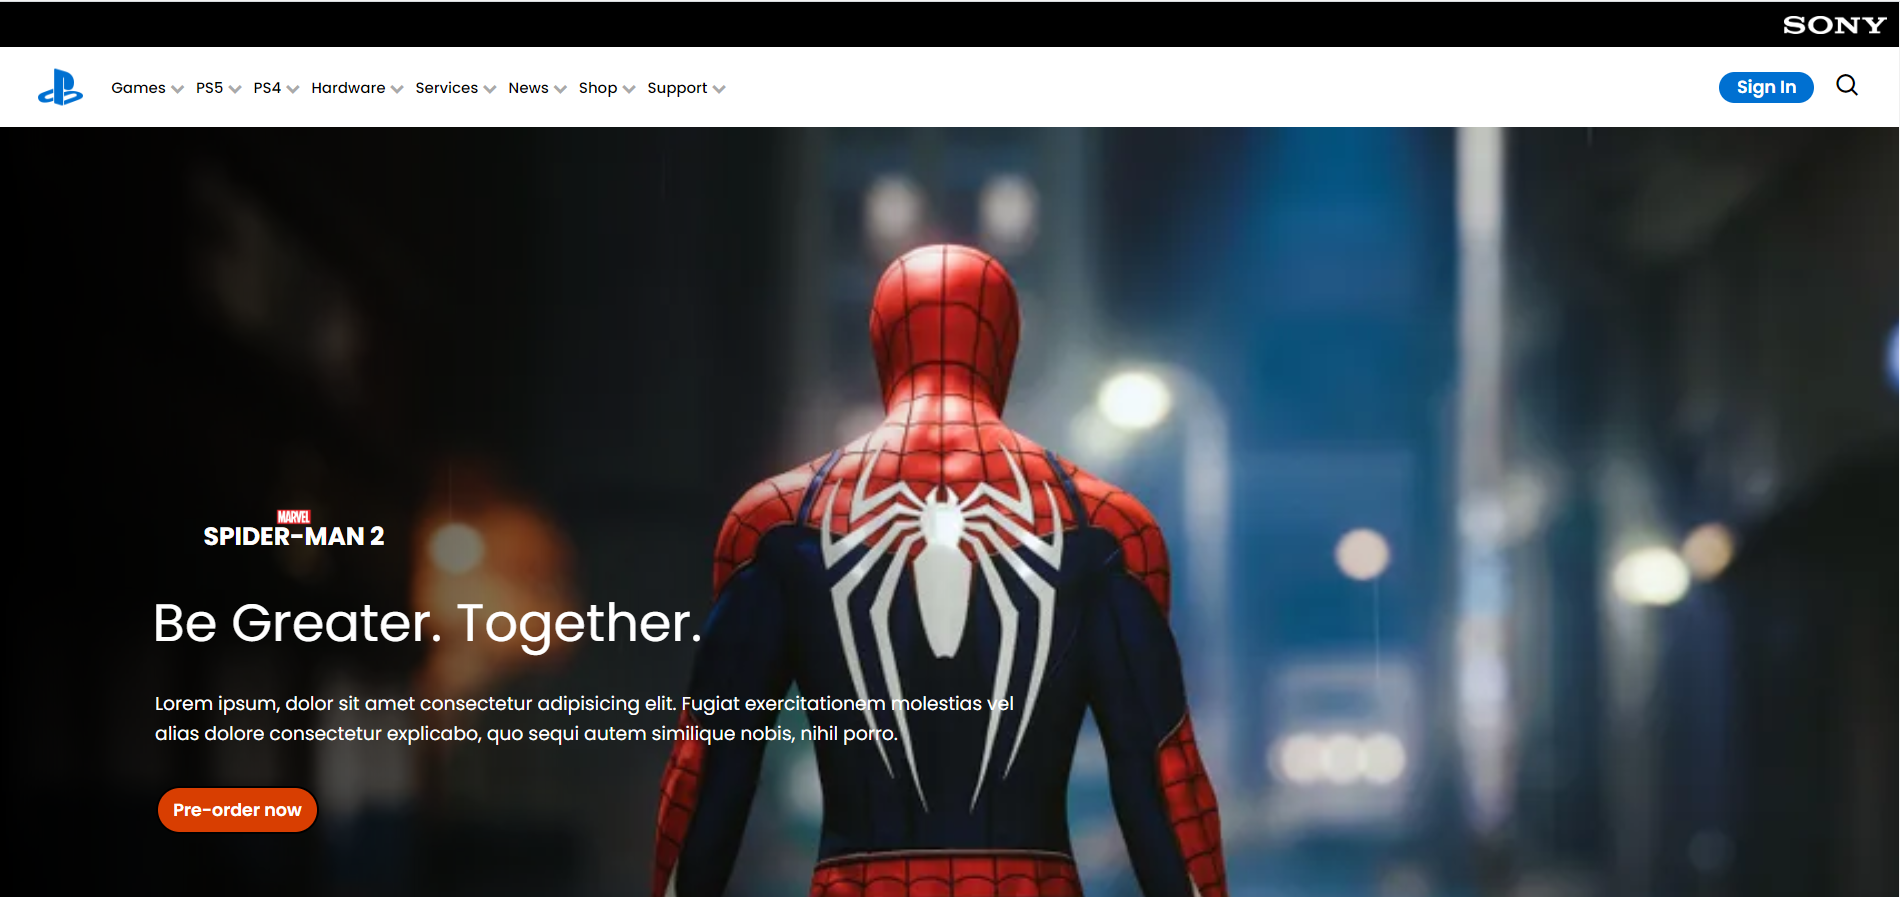 SONY
Games PS5 PS4 Hardware Services News Shop Support Sign In
MARVEL
SPIDER-MAN 2
Be Greater. Together.
Lorem ipsum, dolor sit amet consectetur adipisicing elit. Fugiat exercitationem molestias vel
alias dolore consectetur explicabo, quo sequi autem similique nobis, nihil porro.
Pre-order now